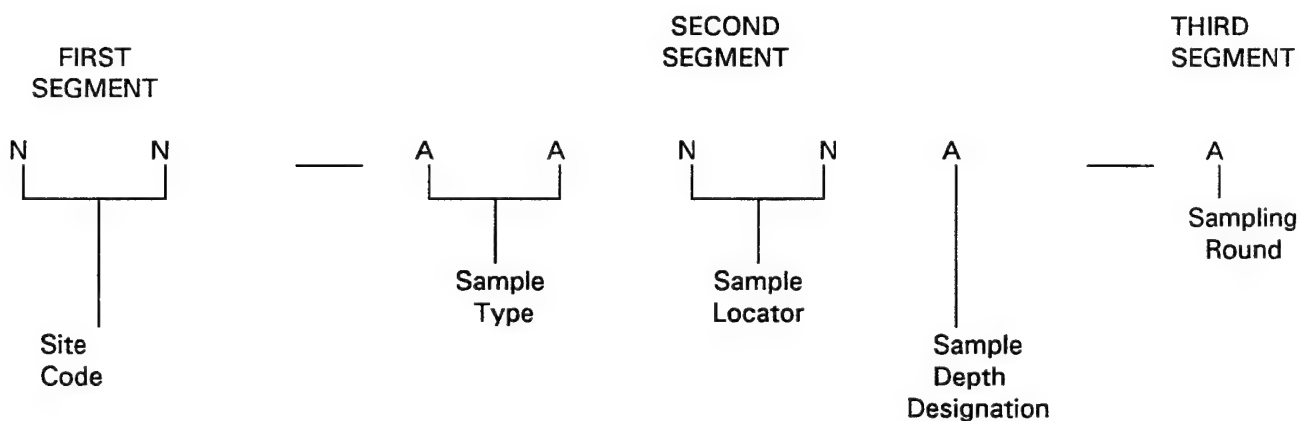 FIRST
SEGMENT
SECOND
SEGMENT
THIRD
SEGMENT
N N — A A N N A — A
Site
Code
Sample
Type
Sample
Locator
Sample
Depth
Designation
Sampling
Round